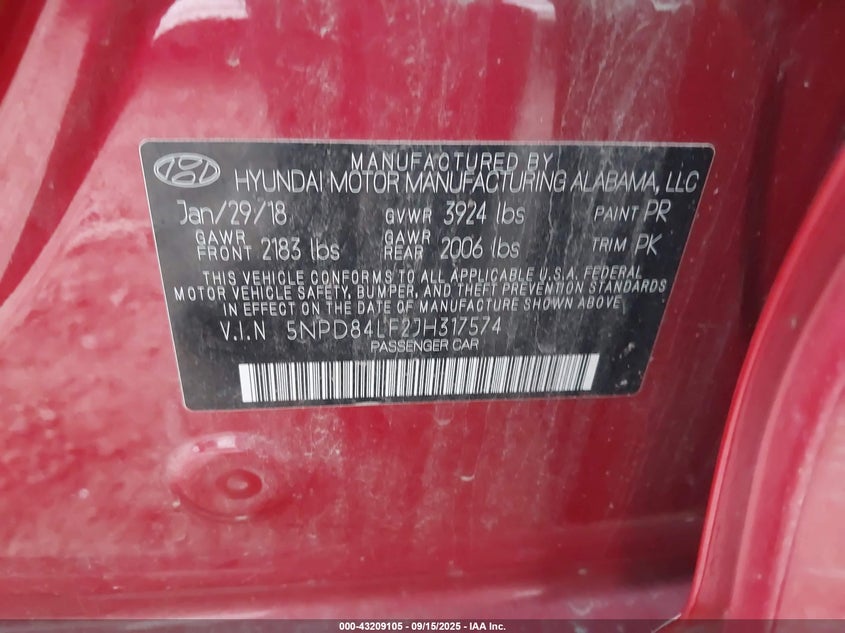 MANUFACTURED BY
HYUNDAI MOTOR MANUFACTURING ALABAMA, LLC
Jan/29/18 GVWR 3924 lbs PAINT PR
GAWR FRONT 2183 lbs GAWR REAR 2006 lbs TRIM PK
THIS VEHICLE CONFORMS TO ALL APPLICABLE U.S.A. FEDERAL
MOTOR VEHICLE SAFETY, BUMPER, AND THEFT PREVENTION STANDARDS
IN EFFECT ON THE DATE OF MANUFACTURE SHOWN ABOVE.
V.I.N 5NPD84LF2JH317574
PASSENGER CAR
000-43209105 - 09/15/2025 - IAA Inc.